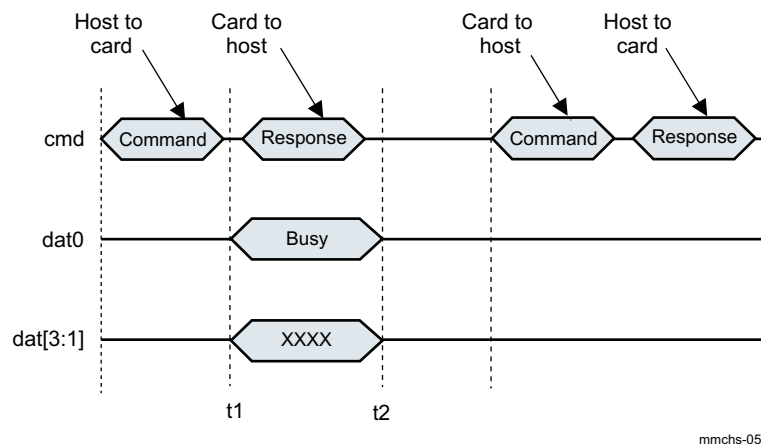 Host to
card
Card to
host
Card to
host
Host to
card
cmd
Command
Response
Command
Response
dat0
Busy
dat[3:1]
XXXX
t1
t2
mmchs-05